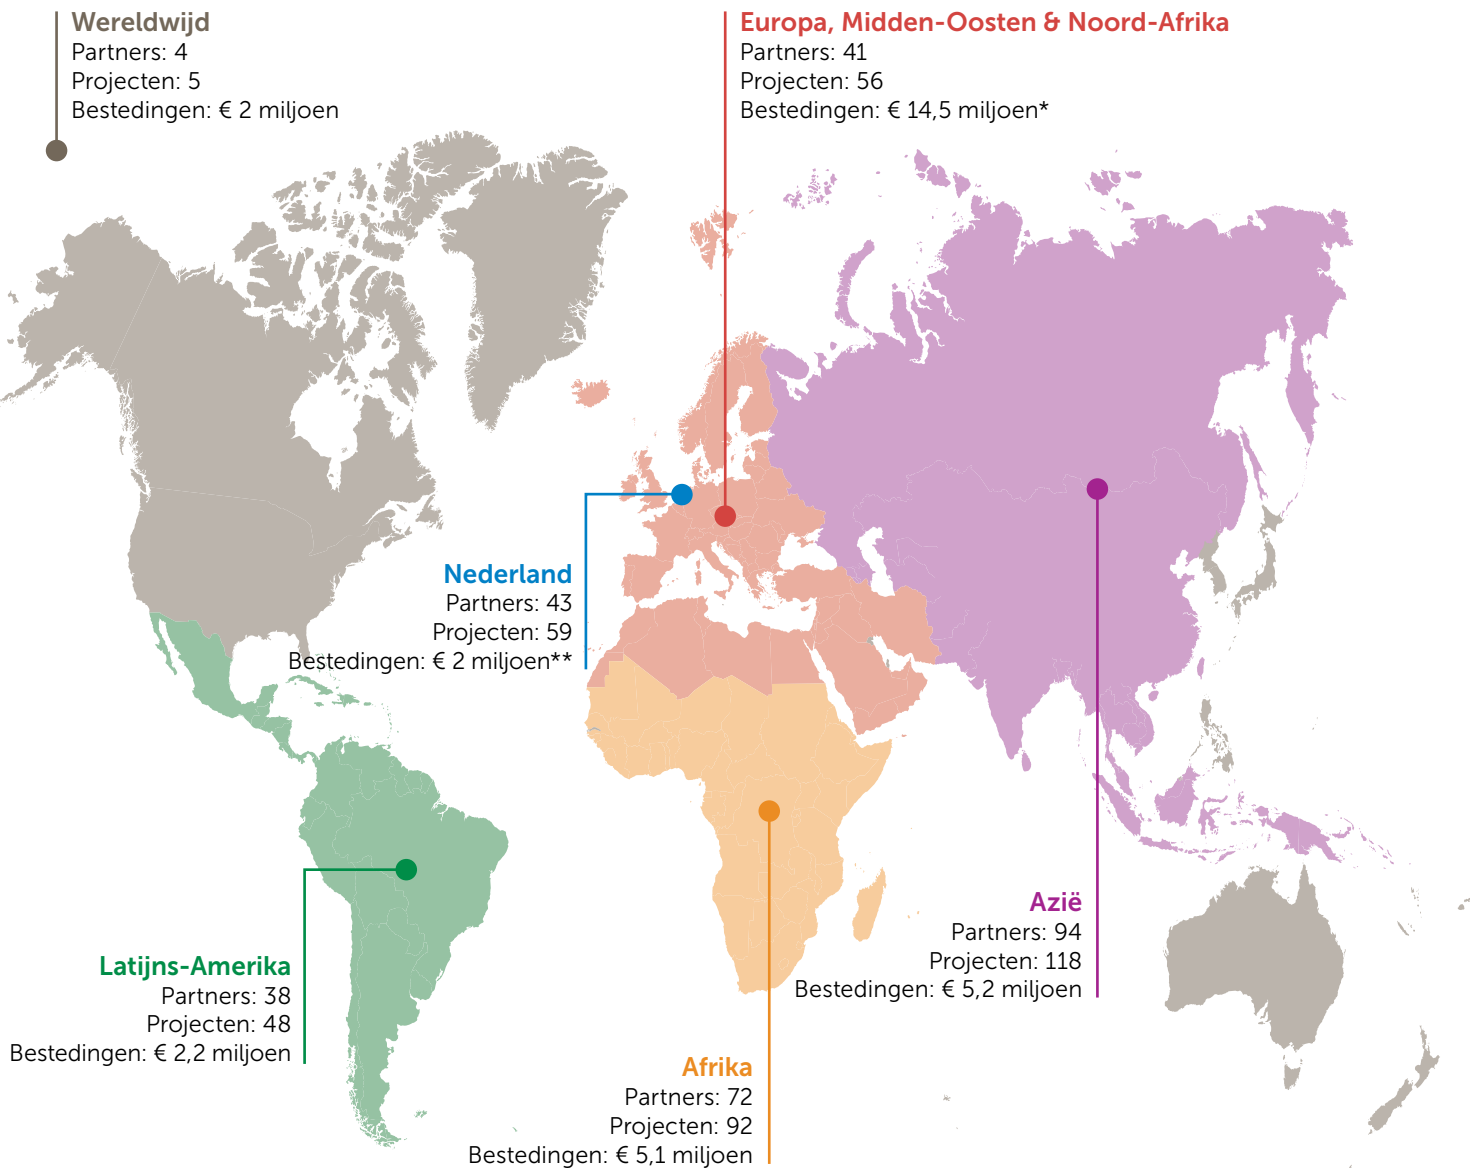 Wereldwijd
Partners: 4
Projecten: 5
Bestedingen: € 2 miljoen
Europa, Midden-Oosten & Noord-Afrika
Partners: 41
Projecten: 56
Bestedingen: € 14,5 miljoen*
Nederland
Partners: 43
Projecten: 59
Bestedingen: € 2 miljoen**
Azië
Partners: 94
Projecten: 118
Bestedingen: € 5,2 miljoen
Latijns-Amerika
Partners: 38
Projecten: 48
Bestedingen: € 2,2 miljoen
Afrika
Partners: 72
Projecten: 92
Bestedingen: € 5,1 miljoen